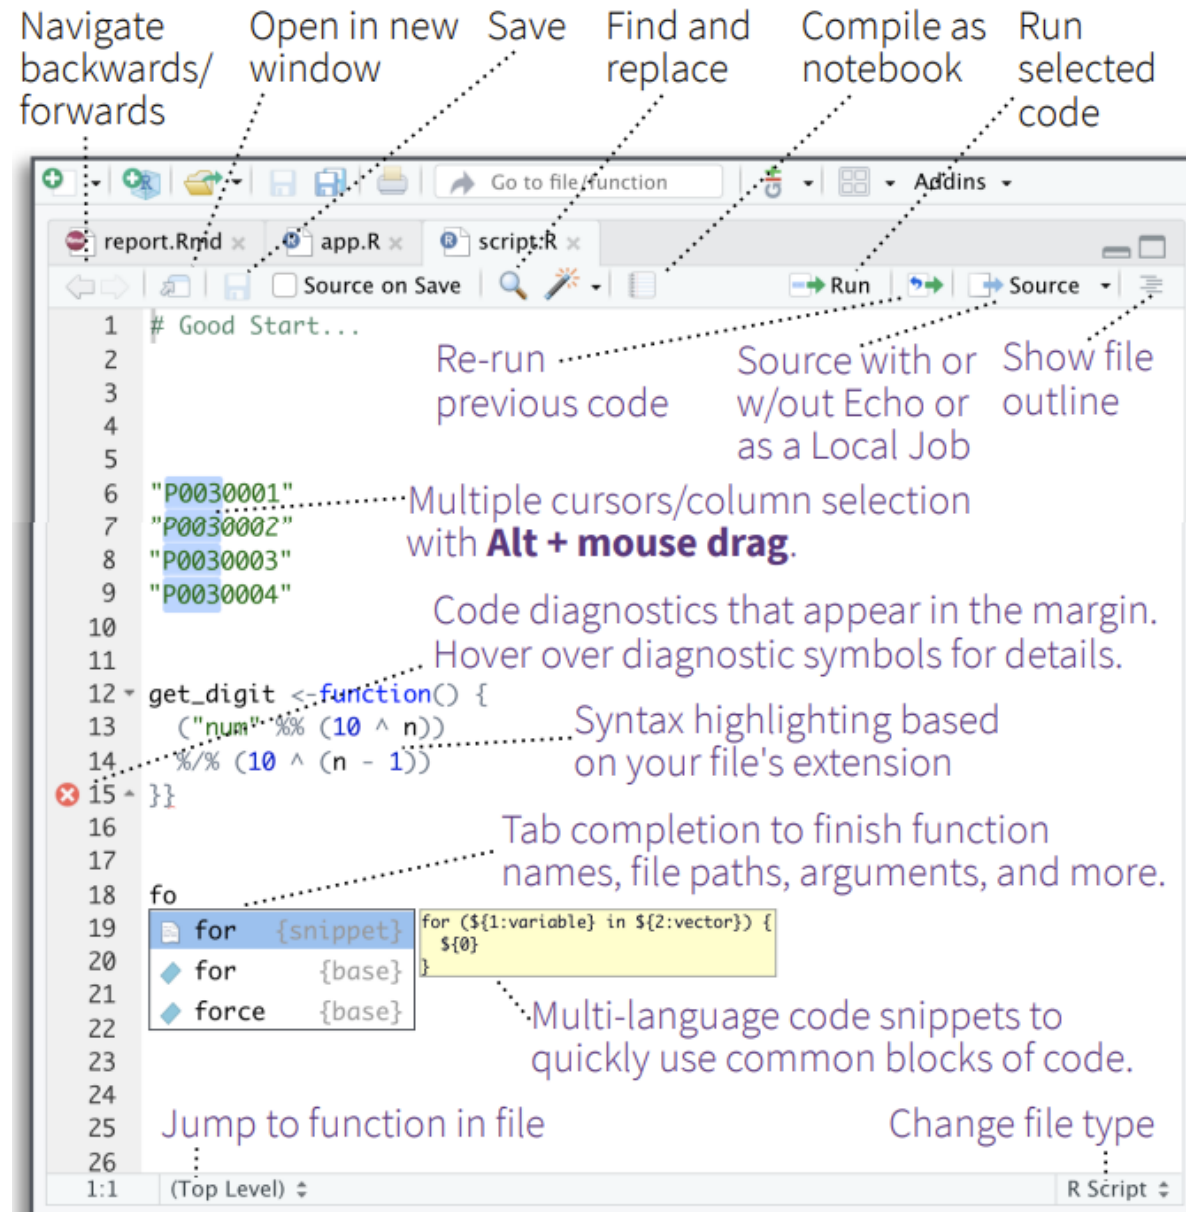 Navigate
backwards/
forwards
Open in new
window
Save
Find and
replace
Compile as
notebook
Run
selected
code
Go to file/function
Addins
report.Rmd
app.R
script.R
Source on Save
Run
Source
1 # Good Start...
2
3
4
5
Re-run
previous code
Source with or
w/out Echo or
as a Local Job
Show file
outline
6 "P0030001"
7 "P0030002"
8 "P0030003"
9 "P0030004"
Multiple cursors/column selection
with Alt + mouse drag.
10
11
Code diagnostics that appear in the margin.
Hover over diagnostic symbols for details.
12 get_digit <-function() {
13 ("num" %% (10 ^ n))
14 %/% (10 ^ (n - 1))
15 }}
Syntax highlighting based
on your file's extension
16
17
Tab completion to finish function
names, file paths, arguments, and more.
18 fo
19
20
21
22
for {snippet}
for {base}
force {base}
for (${1:variable} in ${2:vector}) {
${0}
}
Multi-language code snippets to
quickly use common blocks of code.
23
24
25
26
Jump to function in file
Change file type
1:1 (Top Level) R Script